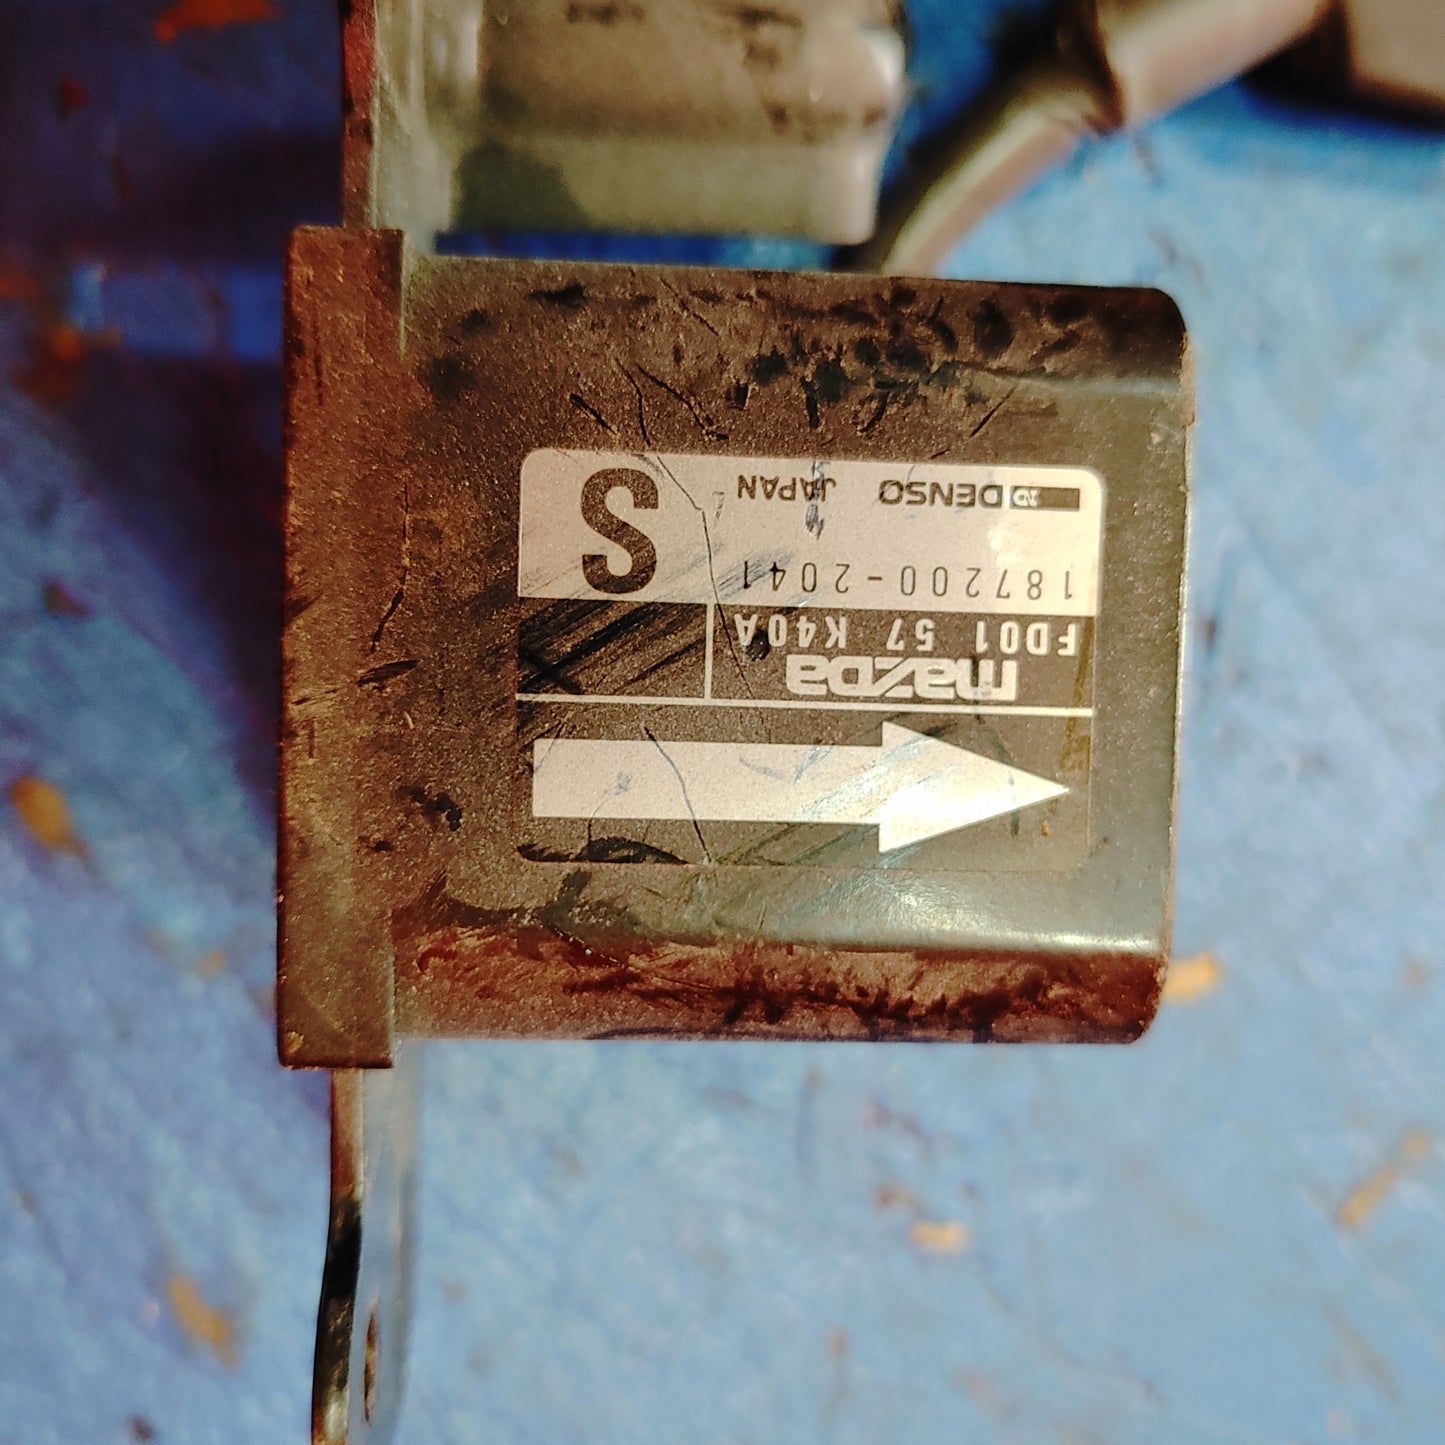 mazda
FD01 57 K40A
187200-2041
DENSO JAPAN
S